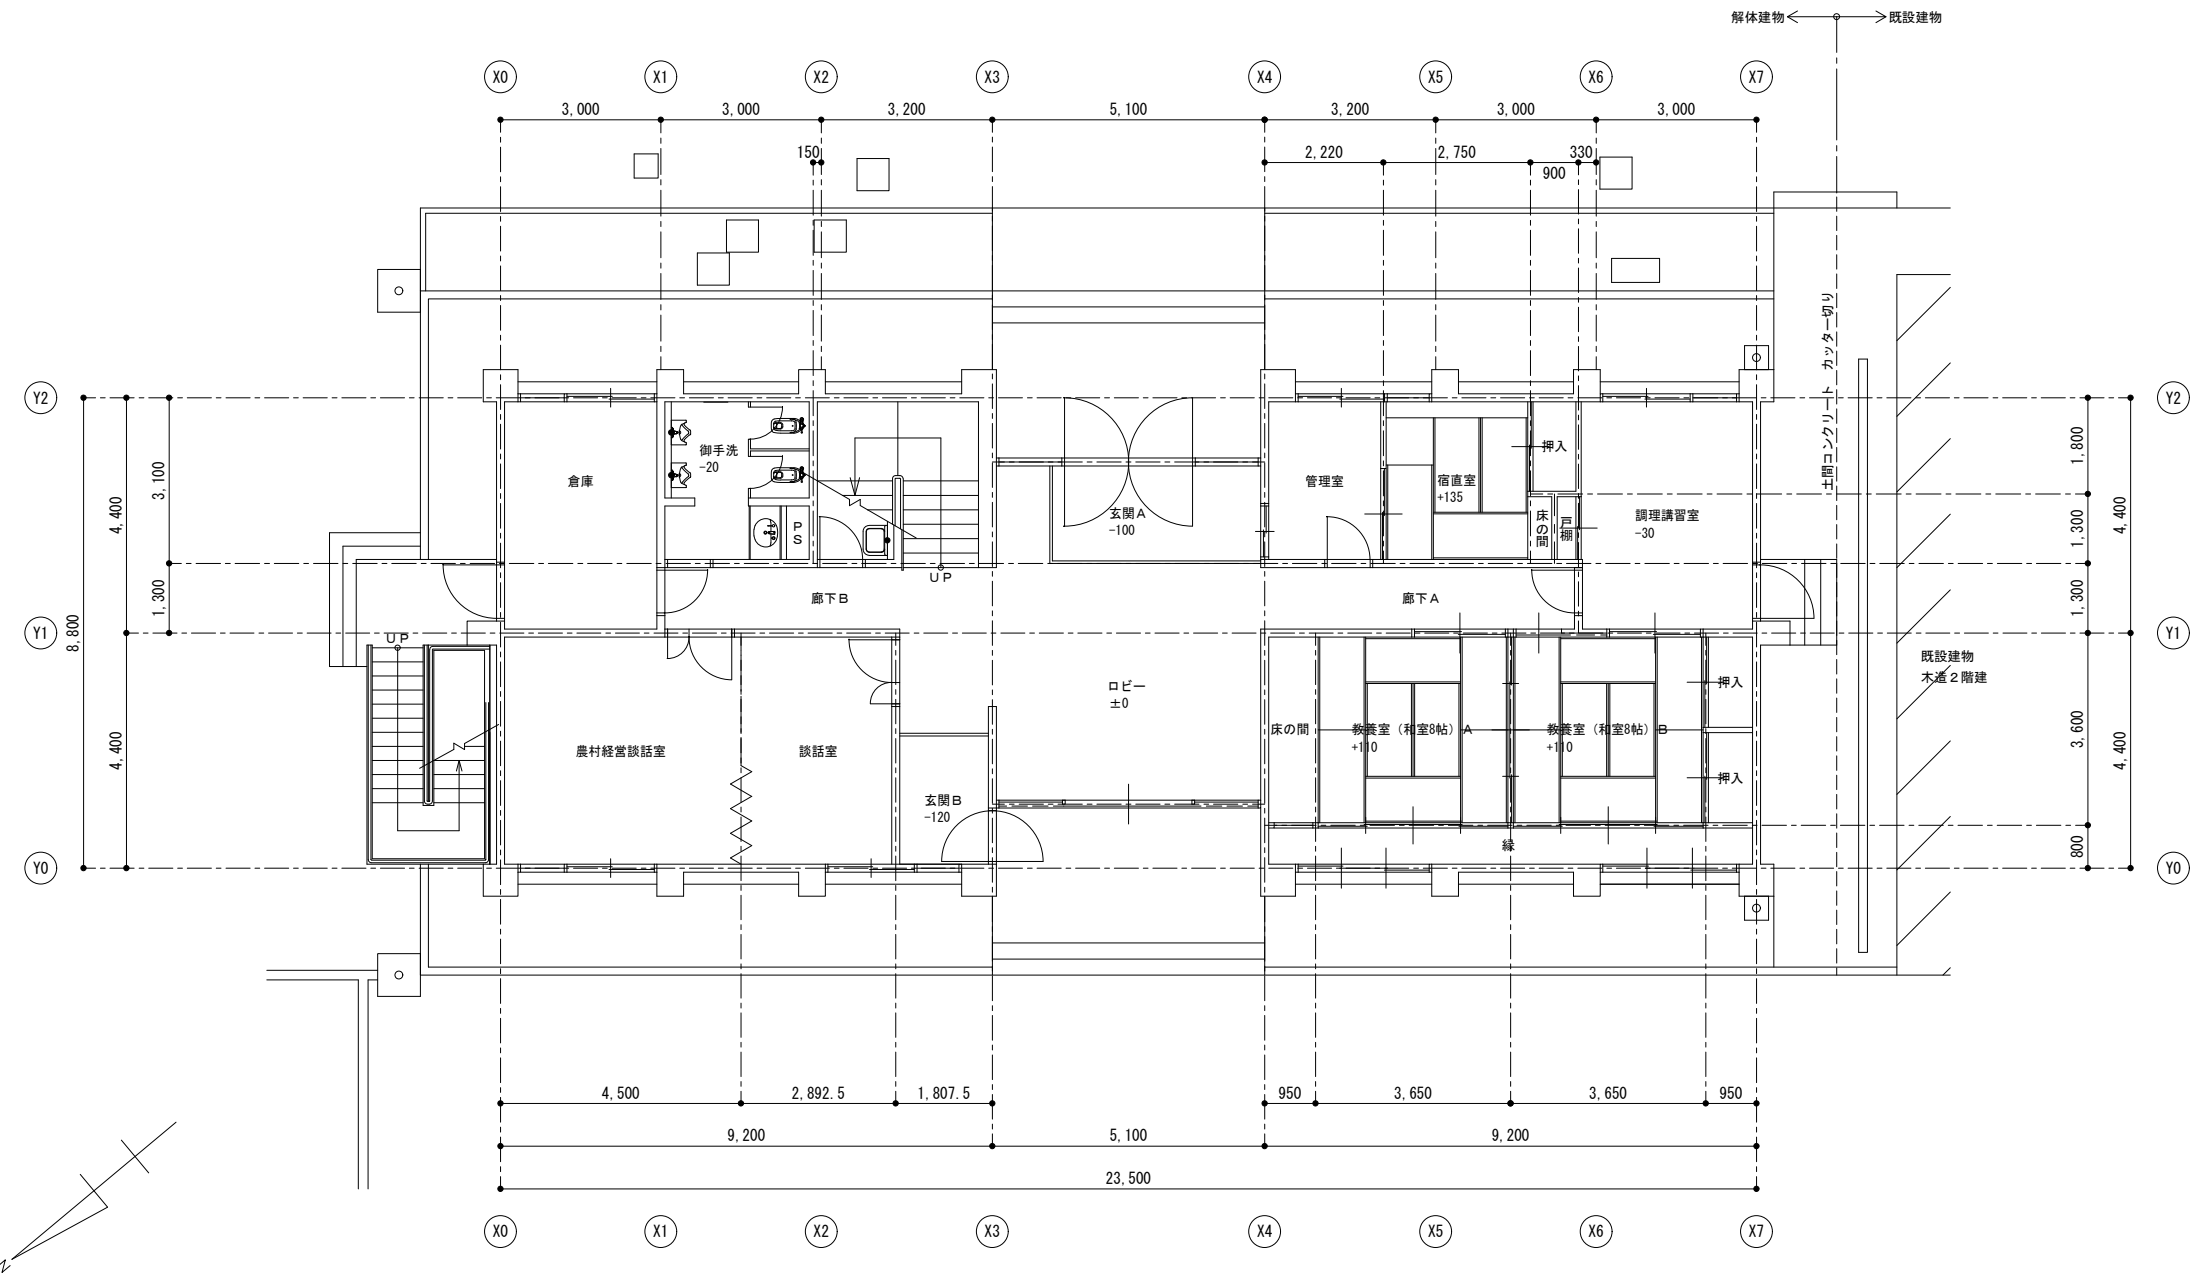 解体建物 既設建物
X0 X1 X2 X3 X4 X5 X6 X7
3,000 3,000 3,200 5,100 3,200 3,000 3,000
150 2,220 2,750 330
900
土間コンクリート カッター切り
Y2 Y2
御手洗
-20
押入
倉庫 管理室 宿直室
+135
玄関A
-100
床の間
戸棚
調理講習室
-30
PS
UP
廊下B 廊下A
3,100
4,400
1,300
8,800
1,800
1,300
4,400
1,300
Y1 Y1
UP
既設建物
木造2階建
ロビー
±0
押入
床の間 教養室(和室8帖)A 教養室(和室8帖)B
+110 +110
農村経営談話室 談話室
押入
玄関B
-120
縁
4,400
3,600
4,400
800
Y0 Y0
4,500 2,892.5 1,807.5 950 3,650 3,650 950
9,200 5,100 9,200
23,500
X0 X1 X2 X3 X4 X5 X6 X7
N